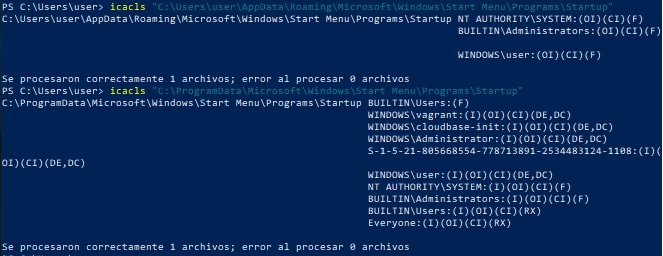 PS C:\Users\user> icacls "C:\Users\user\AppData\Roaming\Microsoft\Windows\Start Menu\Programs\Startup"
C:\Users\user\AppData\Roaming\Microsoft\Windows\Start Menu\Programs\Startup NT AUTHORITY\SYSTEM:(OI)(CI)(F)
BUILTIN\Administrators:(OI)(CI)(F)
WINDOWS\user:(OI)(CI)(F)
Se procesaron correctamente 1 archivos; error al procesar 0 archivos
PS C:\Users\user> icacls "C:\ProgramData\Microsoft\Windows\Start Menu\Programs\Startup"
C:\ProgramData\Microsoft\Windows\Start Menu\Programs\Startup BUILTIN\Users:(F)
WINDOWS\vagrant:(I)(OI)(CI)(DE,DC)
WINDOWS\cloudbase-init:(I)(OI)(CI)(DE,DC)
WINDOWS\Administrator:(I)(OI)(CI)(DE,DC)
S-1-5-21-805668554-778713891-2534483124-1108:(I)(
OI)(CI)(DE,DC)
WINDOWS\user:(I)(OI)(CI)(DE,DC)
NT AUTHORITY\SYSTEM:(I)(OI)(CI)(F)
BUILTIN\Administrators:(I)(OI)(CI)(F)
BUILTIN\Users:(I)(OI)(CI)(RX)
Everyone:(I)(OI)(CI)(RX)
Se procesaron correctamente 1 archivos; error al procesar 0 archivos